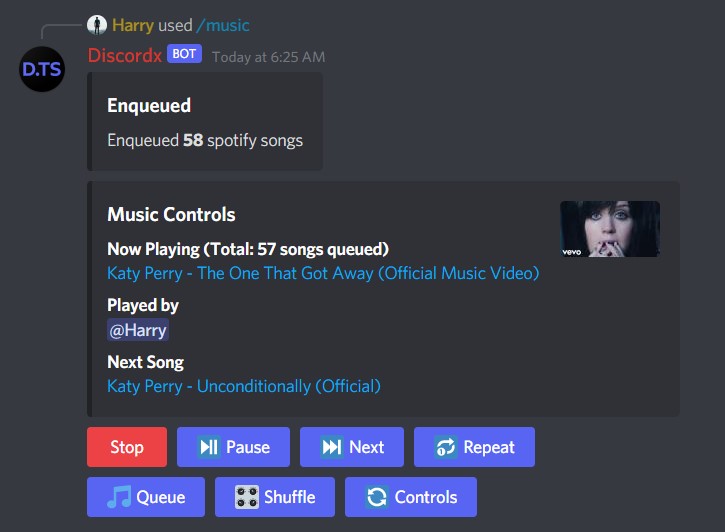 Harry used /music
D.TS
Discordx BOT Today at 6:25 AM
Enqueued
Enqueued 58 spotify songs
Music Controls
Now Playing (Total: 57 songs queued)
Katy Perry - The One That Got Away (Official Music Video)
vevo
Played by
@Harry
Next Song
Katy Perry - Unconditionally (Official)
Stop Pause Next Repeat
Queue Shuffle Controls